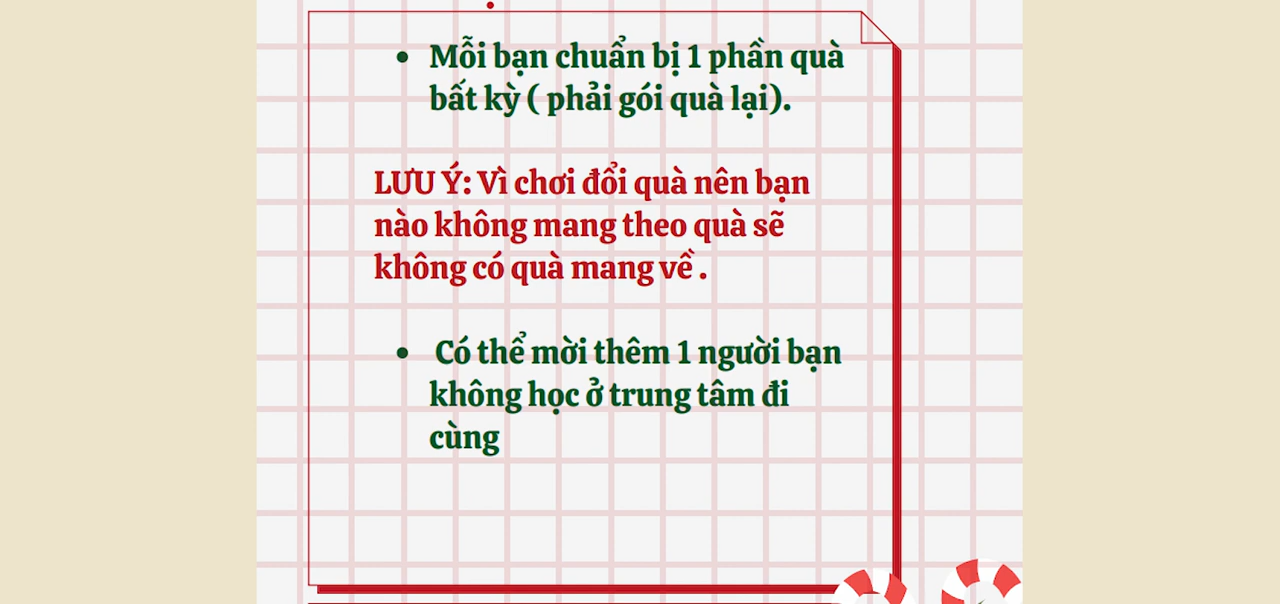 • Mỗi bạn chuẩn bị 1 phần quà
bất kỳ ( phải gói quà lại).
LƯU Ý: Vì chơi đổi quà nên bạn
nào không mang theo quà sẽ
không có quà mang về .
• Có thể mời thêm 1 người bạn
không học ở trung tâm đi
cùng